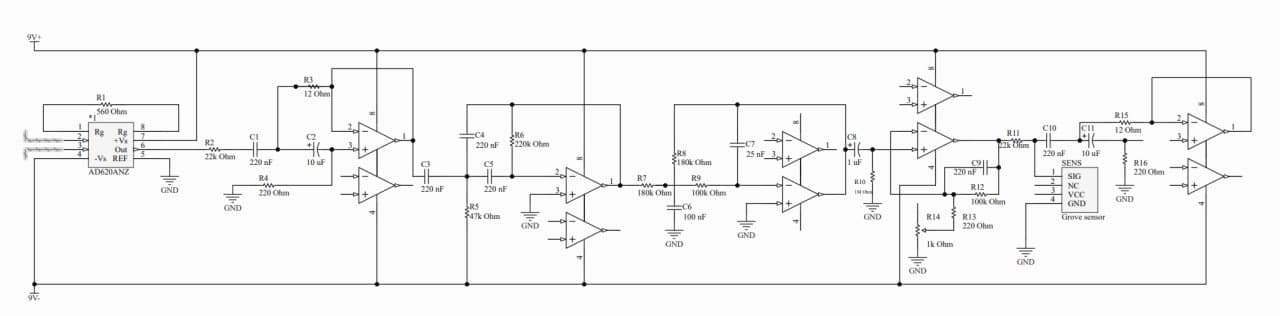 9V+
R1
560 Ohm
*1
1
2
3
4
Rg
-Vs
Rg
+Vs
Out
REF
8
7
6
5
AD620ANZ
GND
R2
22k Ohm
C1
220 nF
R3
12 Ohm
C2
10 uF
R4
220 Ohm
GND
2
3
8
1
4
C3
220 nF
C4
220 nF
R6
220k Ohm
C5
220 nF
R5
47k Ohm
GND
2
3
8
1
4
R7
180k Ohm
R8
180k Ohm
R9
100k Ohm
C6
100 nF
GND
C7
25 nF
GND
2
3
8
1
4
C8
1 uF
R10
1M Ohm
GND
2
3
8
1
4
C9
220 nF
R12
100k Ohm
R14
1k Ohm
R13
220 Ohm
GND
R11
22k Ohm
C10
220 nF
C11
10 uF
SENS
1
2
3
4
SIG
NC
VCC
GND
Grove sensor
GND
R15
12 Ohm
R16
220 Ohm
GND
2
3
8
1
4
9V-